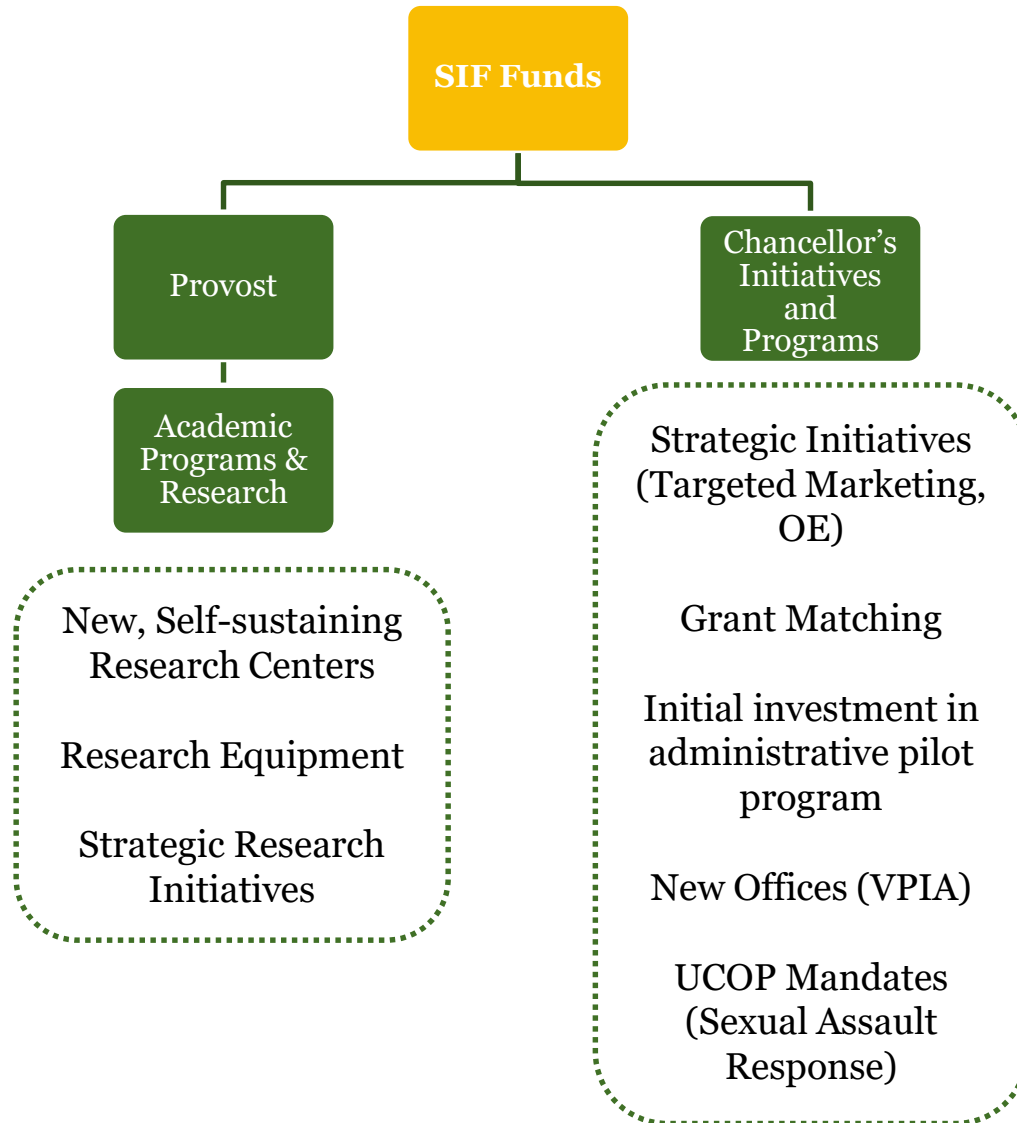 SIF Funds
Provost
Academic
Programs &
Research
New, Self-sustaining
Research Centers
Research Equipment
Strategic Research
Initiatives
Chancellor’s
Initiatives
and
Programs
Strategic Initiatives
(Targeted Marketing,
OE)
Grant Matching
Initial investment in
administrative pilot
program
New Offices (VPIA)
UCOP Mandates
(Sexual Assault
Response)